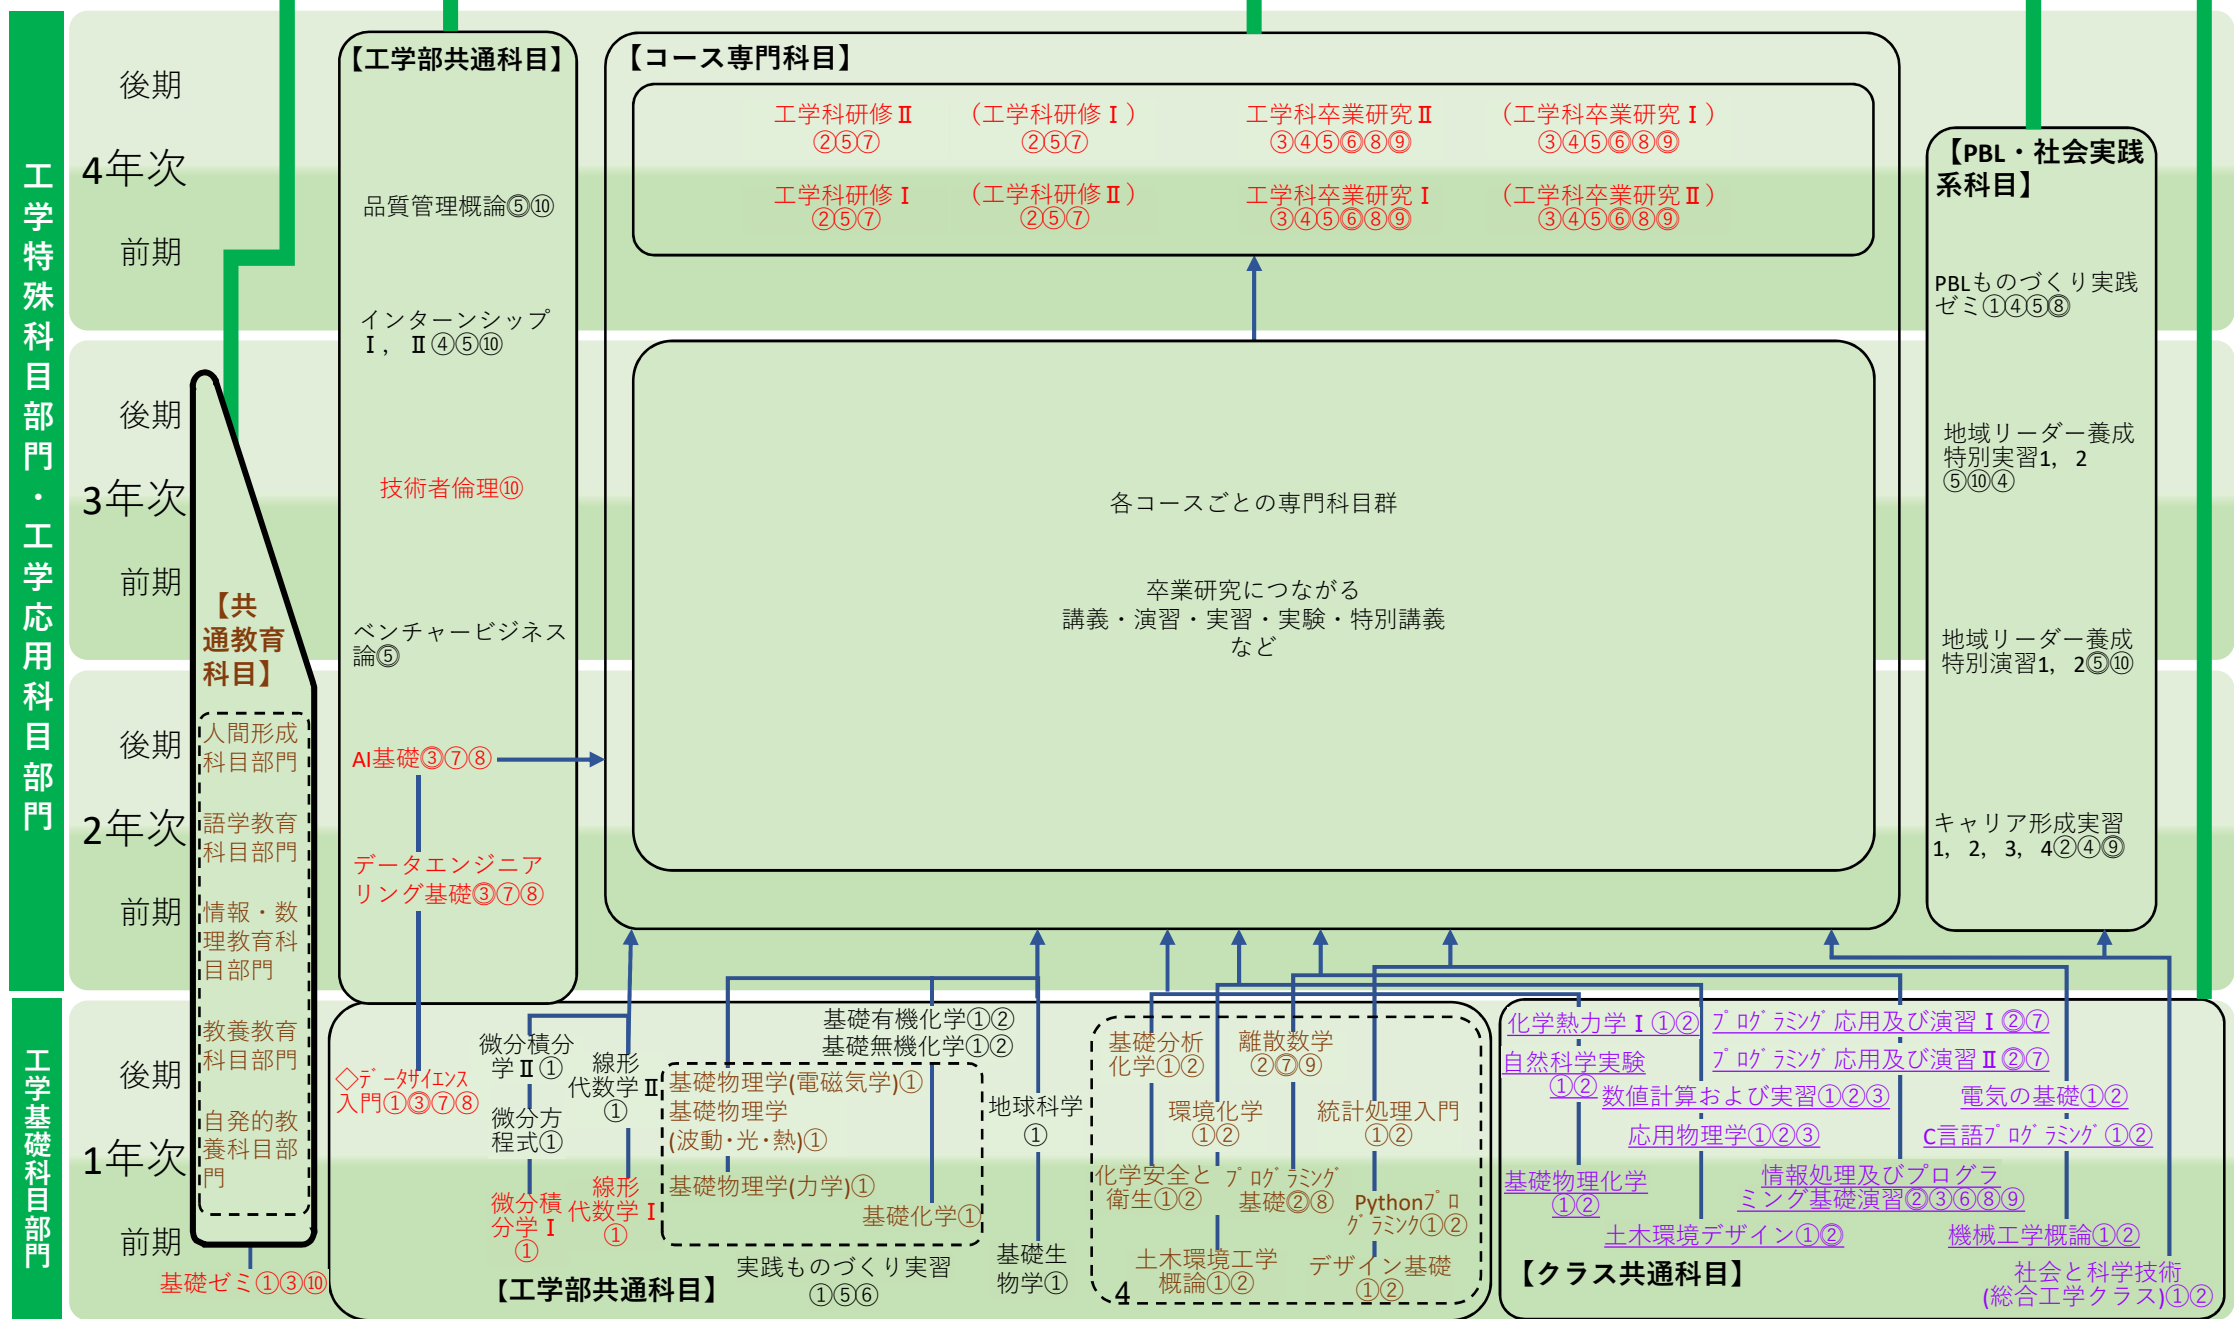 工学特殊科目部門・工学応用科目部門
工学基礎科目部門
後期
4年次
前期
後期
3年次
前期
後期
2年次
前期
後期
1年次
前期
【共
通教育
科目】
人間形成
科目部門
語学教育
科目部門
情報・数
理教育科
目部門
教養教育
科目部門
自発的教
養科目部
門
基礎ゼミ①③⑩
【工学部共通科目】
品質管理概論⑤⑩
インターンシップ
Ⅰ，Ⅱ④⑤⑩
技術者倫理⑩
ベンチャービジネス
論⑤
AI基礎③⑦⑧
データエンジニア
リング基礎③⑦⑧
◇ﾃﾞｰﾀｻｲｴﾝｽ
入門①③⑦⑧
【コース専門科目】
工学科研修Ⅱ
②⑤⑦
（工学科研修Ⅰ）
②⑤⑦
工学科卒業研究Ⅱ
③④⑤⑥⑧⑨
（工学科卒業研究Ⅰ）
③④⑤⑥⑧⑨
工学科研修Ⅰ
②⑤⑦
（工学科研修Ⅱ）
②⑤⑦
工学科卒業研究Ⅰ
③④⑤⑥⑧⑨
（工学科卒業研究Ⅱ）
③④⑤⑥⑧⑨
各コースごとの専門科目群
卒業研究につながる
講義・演習・実習・実験・特別講義
など
【PBL・社会実践
系科目】
PBLものづくり実践
ゼミ①④⑤⑧
地域リーダー養成
特別実習1，2
⑤⑩④
地域リーダー養成
特別演習1，2⑤⑩
キャリア形成実習
1，2，3，4②④⑨
微分積分
学Ⅱ①
微分方
程式①
微分積
分学Ⅰ
①
線形
代数学Ⅱ
①
線形
代数学Ⅰ
①
基礎有機化学①②
基礎無機化学①②
基礎物理学(電磁気学)①
基礎物理学
(波動・光・熱)①
基礎物理学(力学)①
基礎化学①
地球科学
①
基礎生
物学①
実践ものづくり実習
①⑤⑥
【工学部共通科目】
基礎分析
化学①②
離散数学
②⑦⑨
環境化学
①②
統計処理入門
①②
化学安全と
衛生①②
ﾌﾟﾛｸﾞﾗﾐﾝｸﾞ
基礎②⑧
Pythonﾌﾟﾛ
ｸﾞﾗﾐﾝｸ①②
土木環境工学
概論①②
デザイン基礎
①②
4
化学熱力学Ⅰ①②
ﾌﾟﾛｸﾞﾗﾐﾝｸﾞ応用及び演習Ⅰ②⑦
自然科学実験
①②
ﾌﾟﾛｸﾞﾗﾐﾝｸﾞ応用及び演習Ⅱ②⑦
数値計算および実習①②③
電気の基礎①②
応用物理学①②③
C言語ﾌﾟﾛｸﾞﾗﾐﾝｸﾞ①②
基礎物理化学
①②
情報処理及びプログラ
ミング基礎演習②③⑥⑧⑨
土木環境デザイン①②
機械工学概論①②
【クラス共通科目】
社会と科学技術
(総合工学クラス)①②